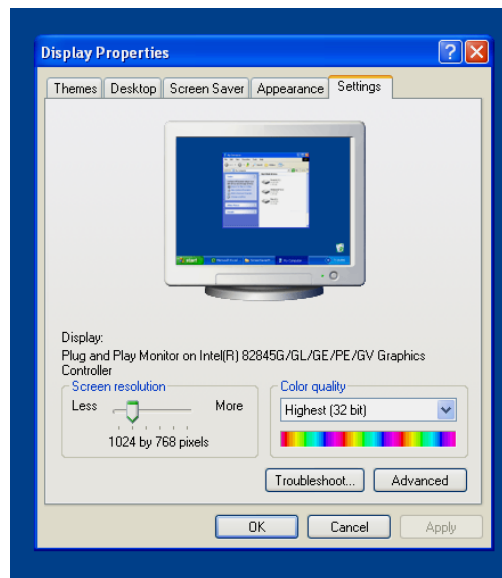 Display Properties
Themes Desktop Screen Saver Appearance Settings
start
Display:
Plug and Play Monitor on Intel(R) 82845G/GL/GE/PE/GV Graphics
Controller
Screen resolution
Less More
1024 by 768 pixels
Color quality
Highest (32 bit)
Troubleshoot... Advanced
OK Cancel Apply